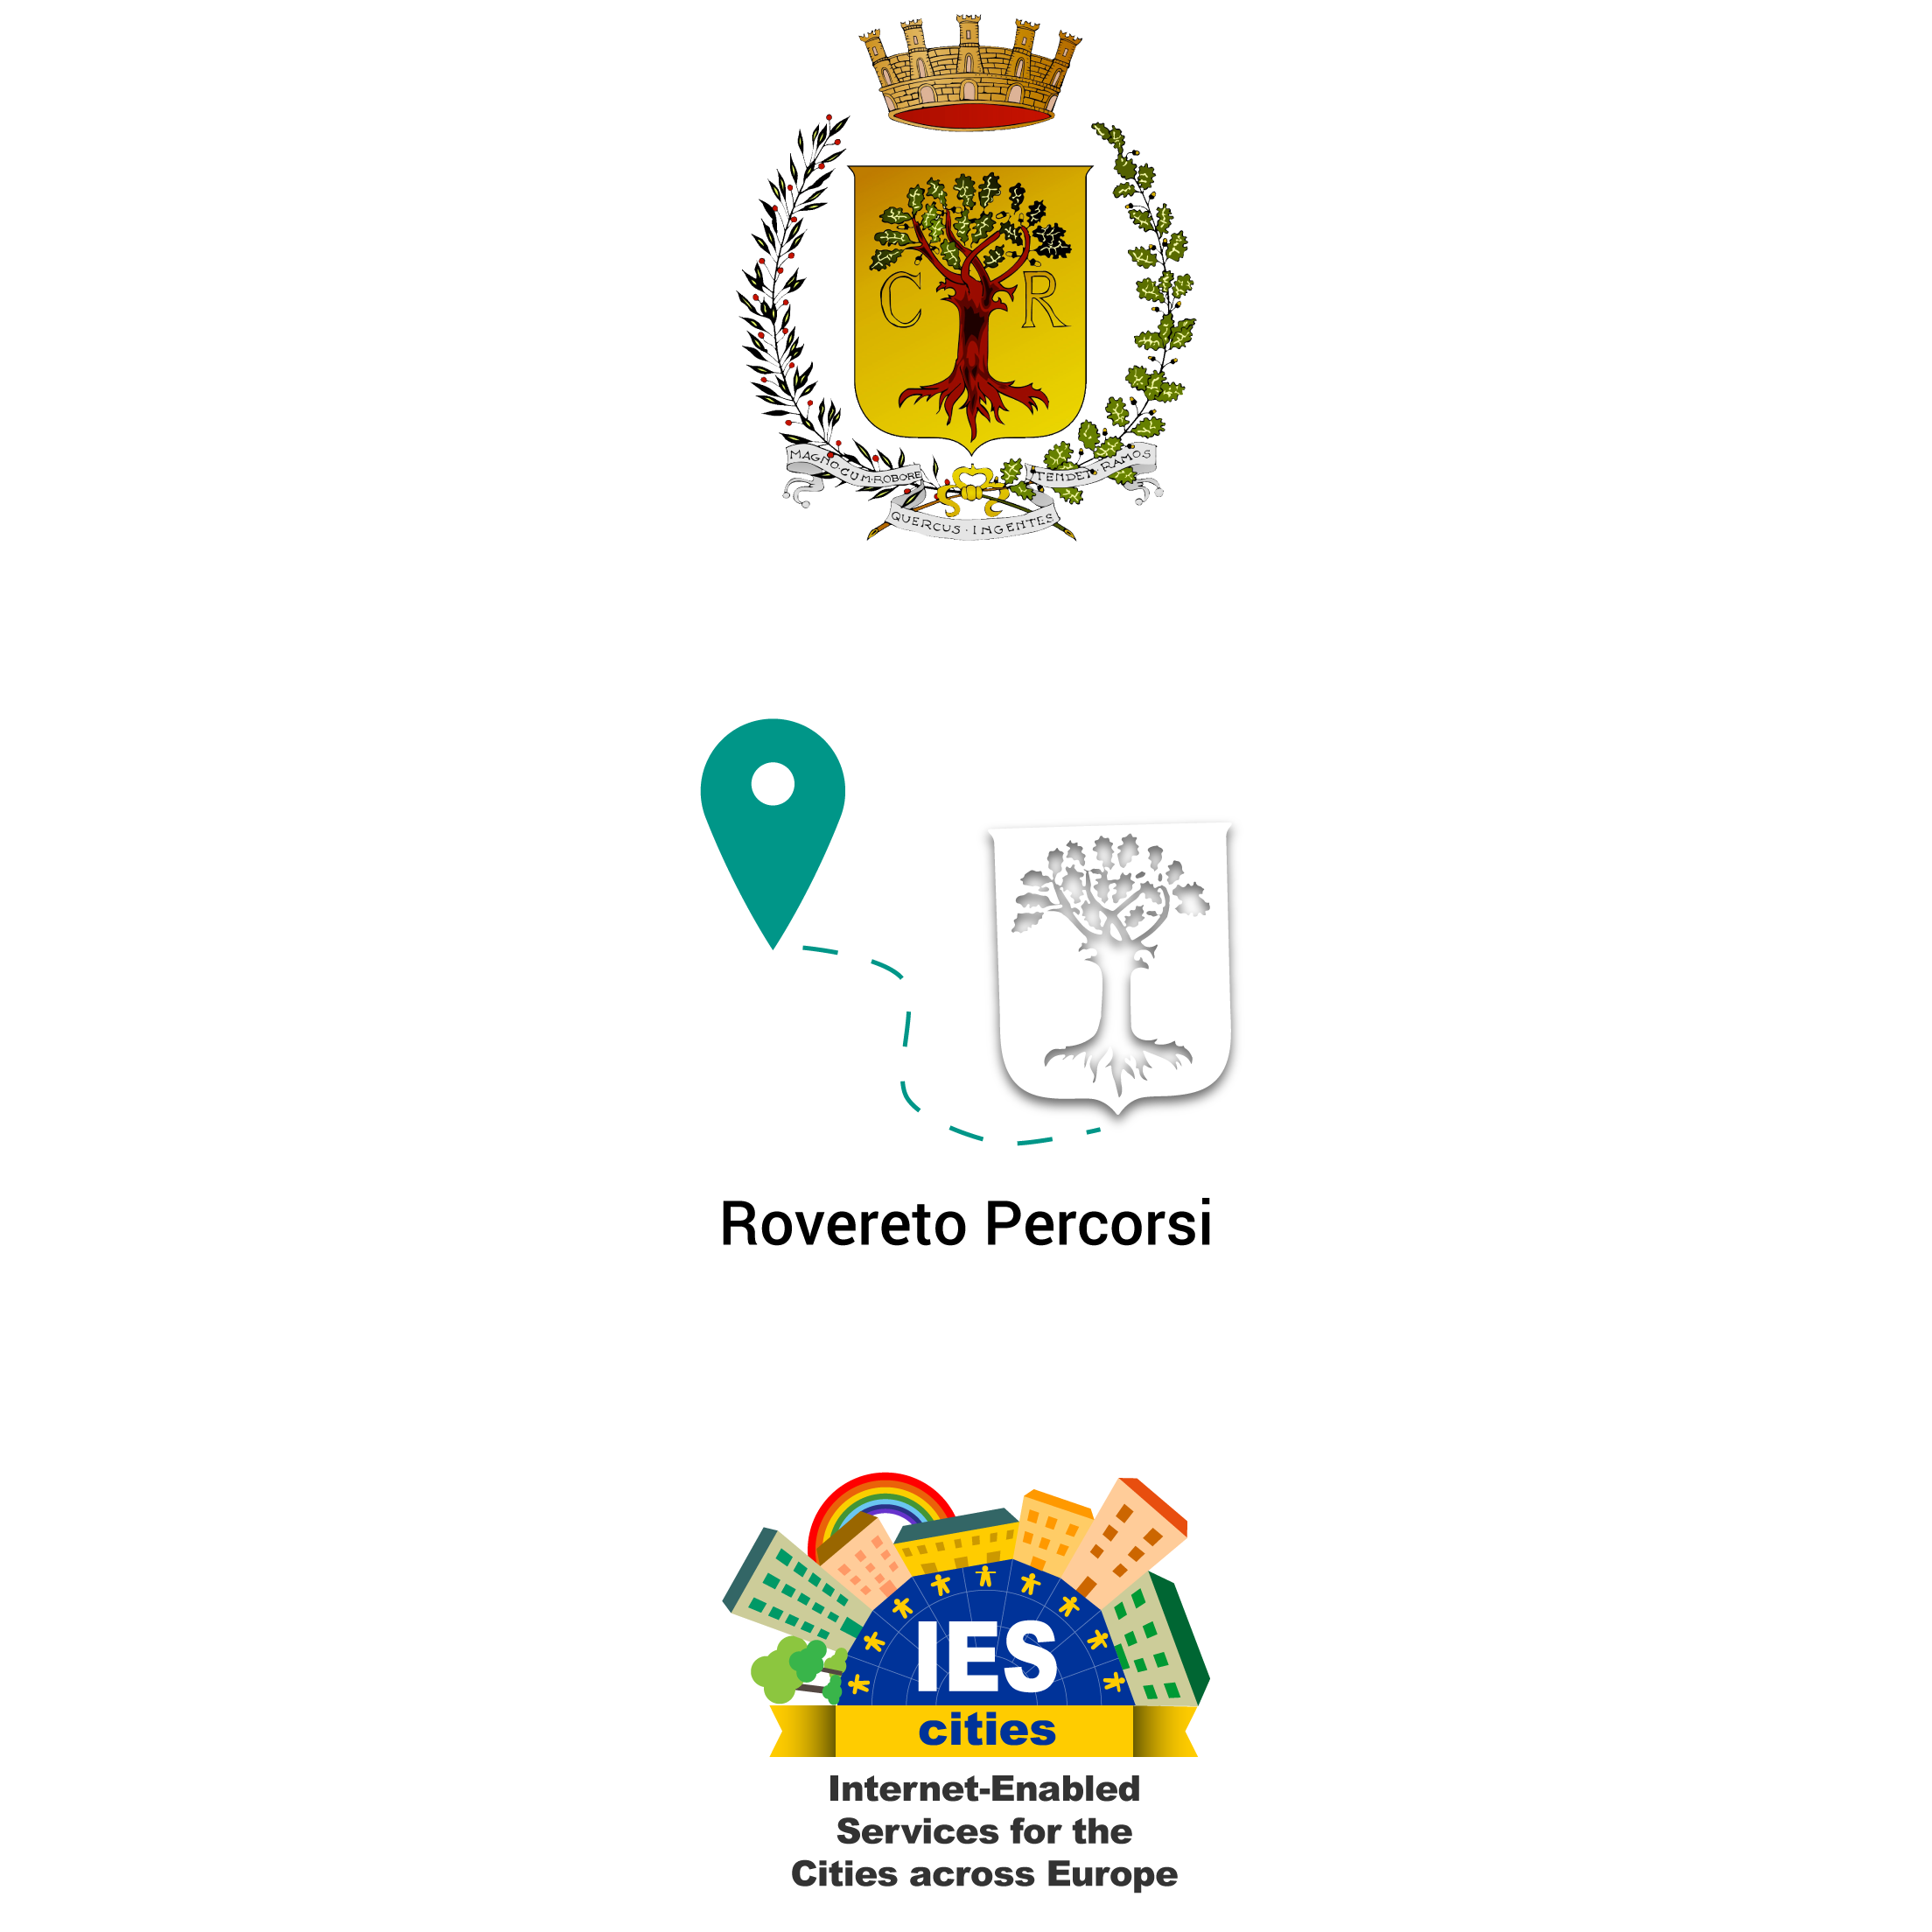 C R
MAGNO·CUM·ROBORE
QUERCUS · INGENTES
TENDET RAMOS
Rovereto Percorsi
IES
cities
Internet-Enabled
Services for the
Cities across Europe